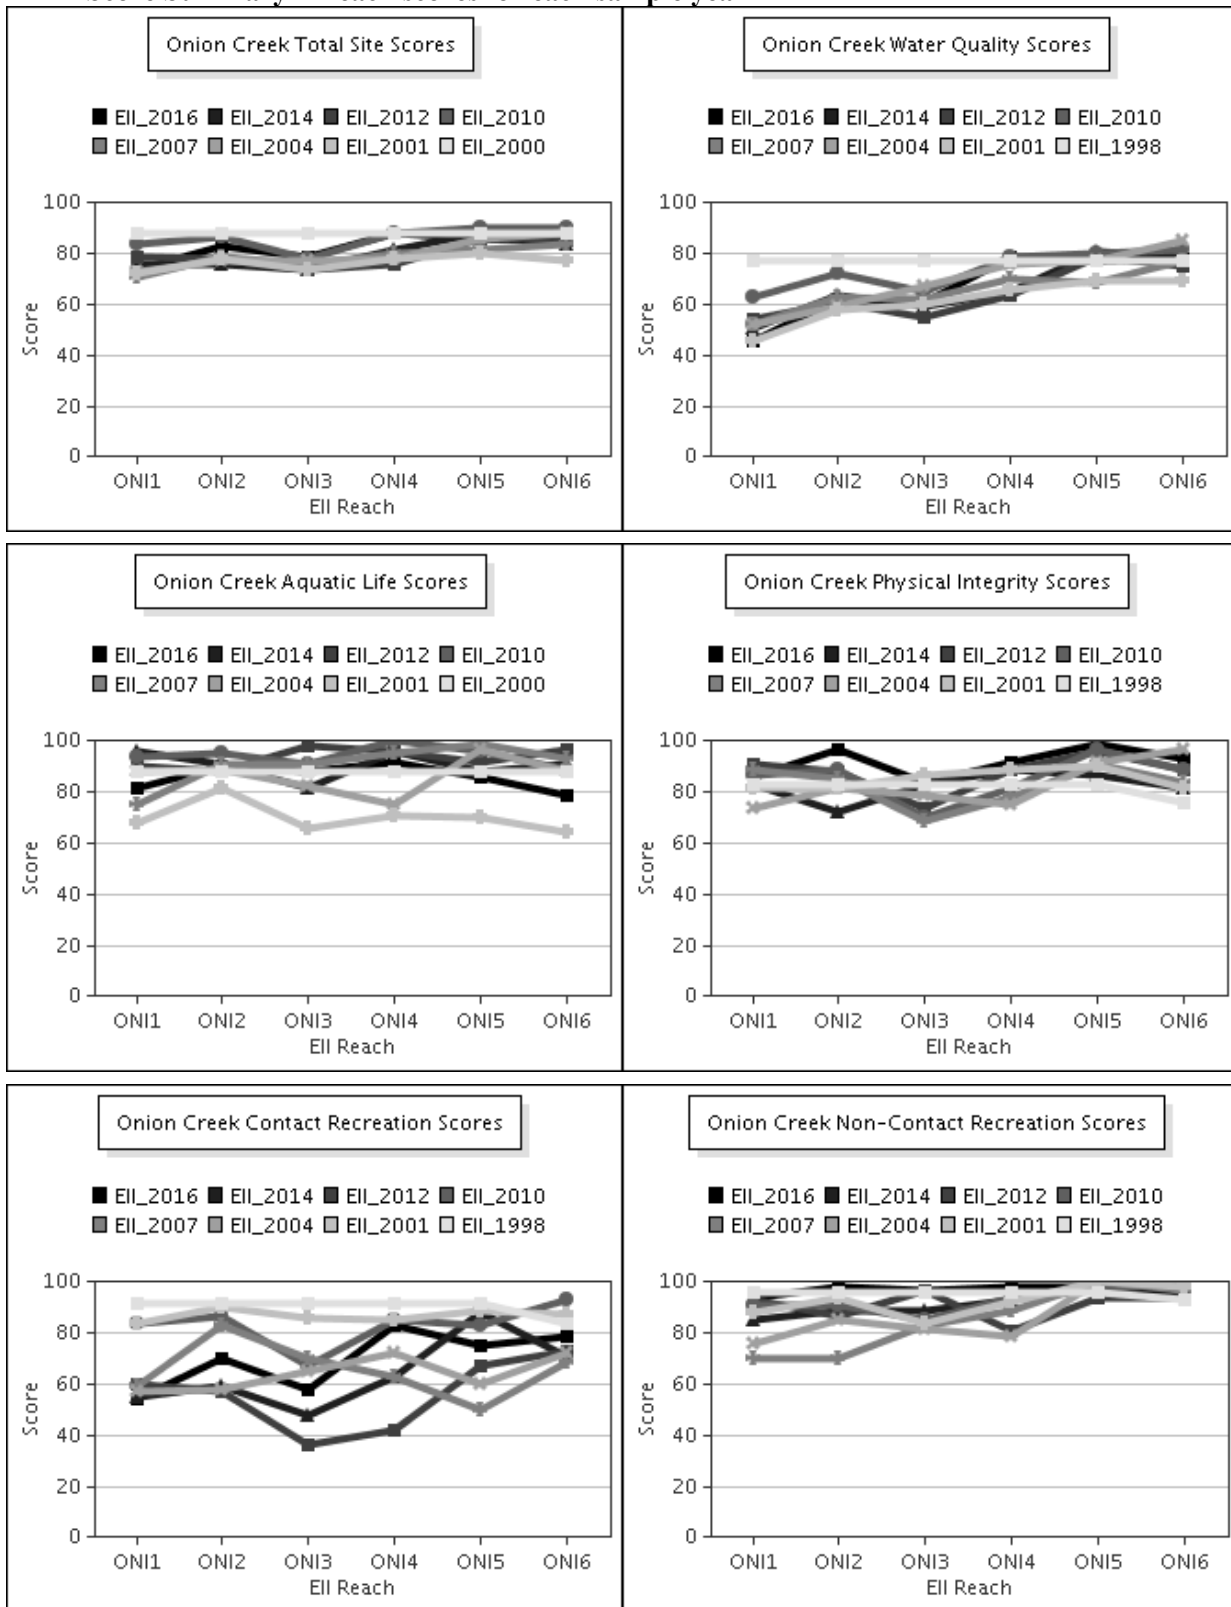 Onion Creek Total Site Scores
EII_2016 EII_2014 EII_2012 EII_2010
EII_2007 EII_2004 EII_2001 EII_2000
100
80
60
40
20
0
Score
ONI1 ONI2 ONI3 ONI4 ONI5 ONI6
EII Reach
Onion Creek Water Quality Scores
EII_2016 EII_2014 EII_2012 EII_2010
EII_2007 EII_2004 EII_2001 EII_1998
100
80
60
40
20
0
Score
ONI1 ONI2 ONI3 ONI4 ONI5 ONI6
EII Reach
Onion Creek Aquatic Life Scores
EII_2016 EII_2014 EII_2012 EII_2010
EII_2007 EII_2004 EII_2001 EII_2000
100
80
60
40
20
0
Score
ONI1 ONI2 ONI3 ONI4 ONI5 ONI6
EII Reach
Onion Creek Physical Integrity Scores
EII_2016 EII_2014 EII_2012 EII_2010
EII_2007 EII_2004 EII_2001 EII_1998
100
80
60
40
20
0
Score
ONI1 ONI2 ONI3 ONI4 ONI5 ONI6
EII Reach
Onion Creek Contact Recreation Scores
EII_2016 EII_2014 EII_2012 EII_2010
EII_2007 EII_2004 EII_2001 EII_1998
100
80
60
40
20
0
Score
ONI1 ONI2 ONI3 ONI4 ONI5 ONI6
EII Reach
Onion Creek Non-Contact Recreation Scores
EII_2016 EII_2014 EII_2012 EII_2010
EII_2007 EII_2004 EII_2001 EII_1998
100
80
60
40
20
0
Score
ONI1 ONI2 ONI3 ONI4 ONI5 ONI6
EII Reach